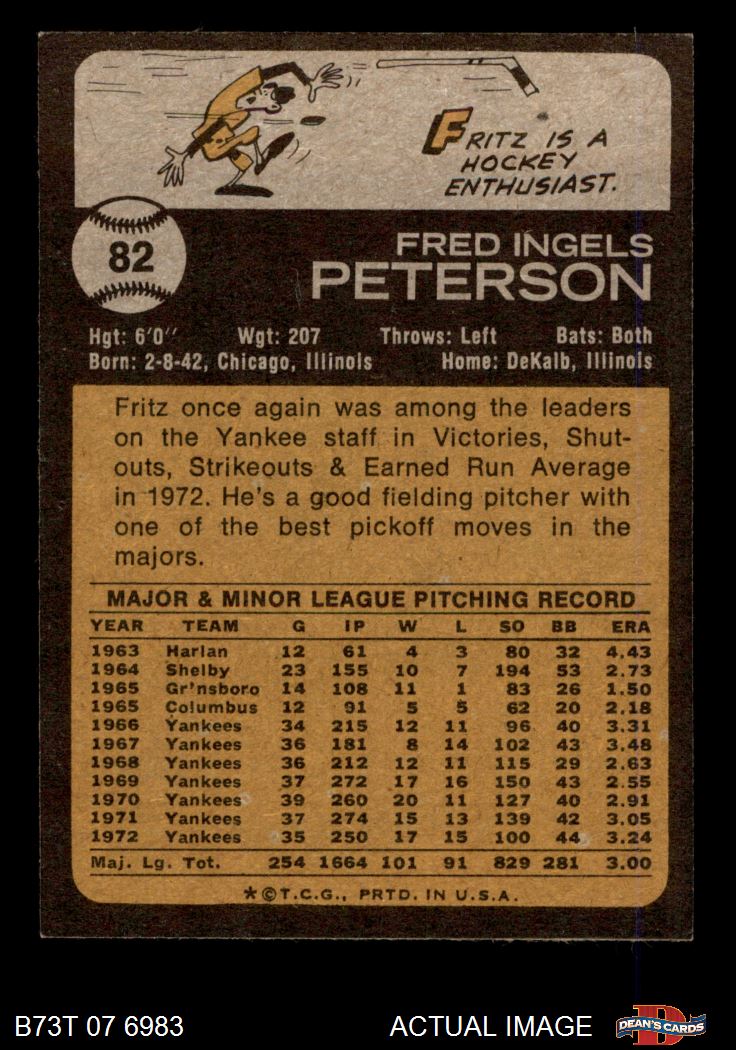 FRITZ IS A
HOCKEY
ENTHUSIAST.
82
FRED INGELS
PETERSON
Hgt: 6'0" Wgt: 207 Throws: Left Bats: Both
Born: 2-8-42, Chicago, Illinois Home: DeKalb, Illinois
Fritz once again was among the leaders
on the Yankee staff in Victories, Shut-
outs, Strikeouts & Earned Run Average
in 1972. He's a good fielding pitcher with
one of the best pickoff moves in the
majors.
MAJOR & MINOR LEAGUE PITCHING RECORD
YEAR TEAM G IP W L SO BB ERA
1963 Harlan 12 61 4 3 80 32 4.43
1964 Shelby 23 155 10 7 194 53 2.73
1965 Gr'nsboro 14 108 11 1 83 26 1.50
1965 Columbus 12 91 5 5 62 20 2.18
1966 Yankees 34 215 12 11 96 40 3.31
1967 Yankees 36 181 8 14 102 43 3.48
1968 Yankees 36 212 12 11 115 29 2.63
1969 Yankees 37 272 17 16 150 43 2.55
1970 Yankees 39 260 20 11 127 40 2.91
1971 Yankees 37 274 15 13 139 42 3.05
1972 Yankees 35 250 17 15 100 44 3.24
Maj. Lg. Tot. 254 1664 101 91 829 281 3.00
*©T.C.G., PRTD. IN U.S.A.
B73T 07 6983 ACTUAL IMAGE D DEAN'S CARDS